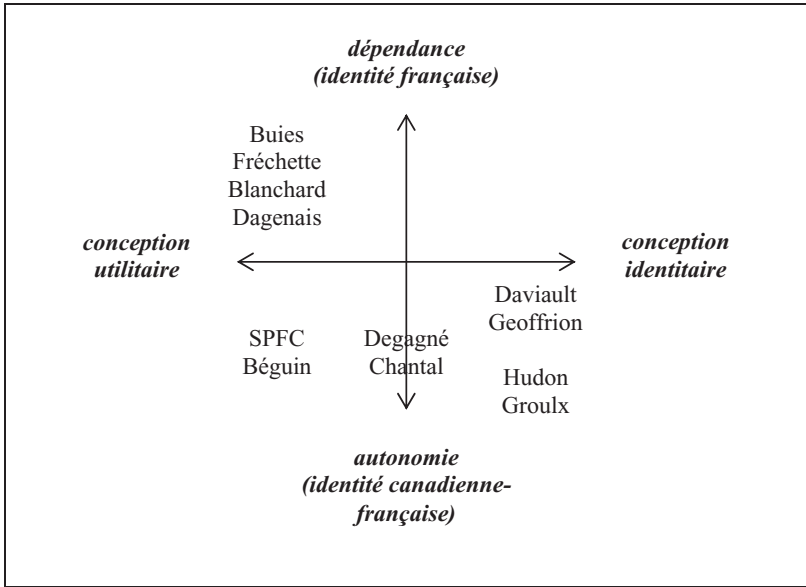 dépendance
(identité française)
Buies
Fréchette
Blanchard
Dagenais
conception
utilitaire
conception
identitaire
Daviault
Geoffrion
SPFC
Béguin
Degagné
Chantal
Hudon
Groulx
autonomie
(identité canadienne-
française)